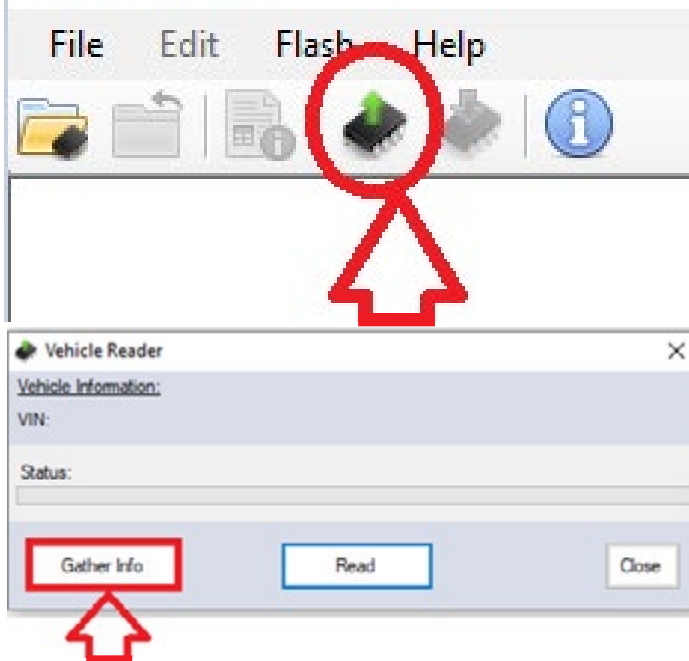 File Edit Flash Help
Vehicle Reader
Vehicle Information:
VIN:
Status:
Gather Info Read Close